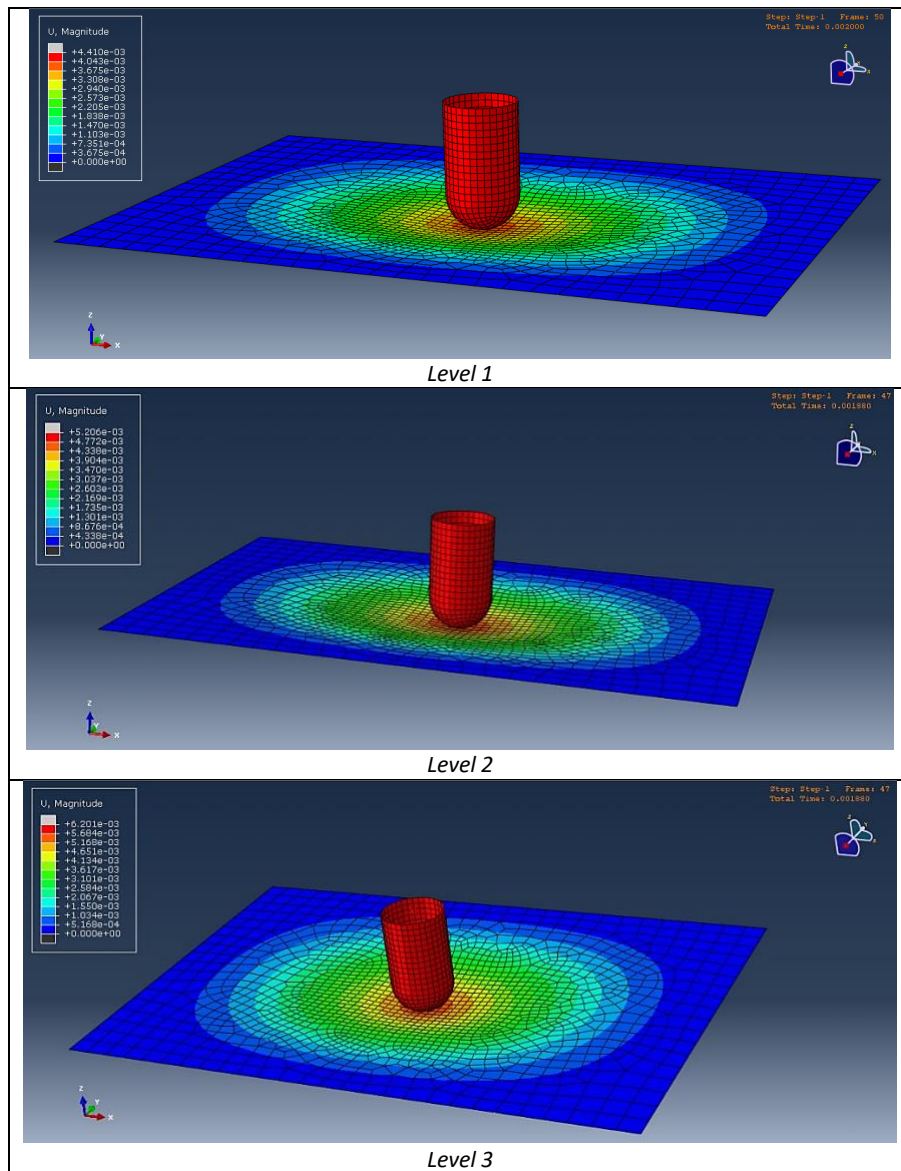 U, Magnitude
+4.410e-03
+4.043e-03
+3.675e-03
+3.308e-03
+2.940e-03
+2.573e-03
+2.205e-03
+1.838e-03
+1.470e-03
+1.103e-03
+7.351e-04
+3.675e-04
+0.000e+00
Step: Step-1 Frame: 50
Total Time: 0.002000
Z
X
Z
Y
X
Level 1
U, Magnitude
+5.206e-03
+4.772e-03
+4.338e-03
+3.904e-03
+3.470e-03
+3.037e-03
+2.603e-03
+2.169e-03
+1.735e-03
+1.301e-03
+8.676e-04
+4.338e-04
+0.000e+00
Step: Step-1 Frame: 47
Total Time: 0.001880
Z
X
Z
Y
X
Level 2
U, Magnitude
+6.201e-03
+5.684e-03
+5.168e-03
+4.651e-03
+4.134e-03
+3.617e-03
+3.101e-03
+2.584e-03
+2.067e-03
+1.550e-03
+1.034e-03
+5.168e-04
+0.000e+00
Step: Step-1 Frame: 47
Total Time: 0.001880
Z
Y
X
Z
Y
X
Level 3